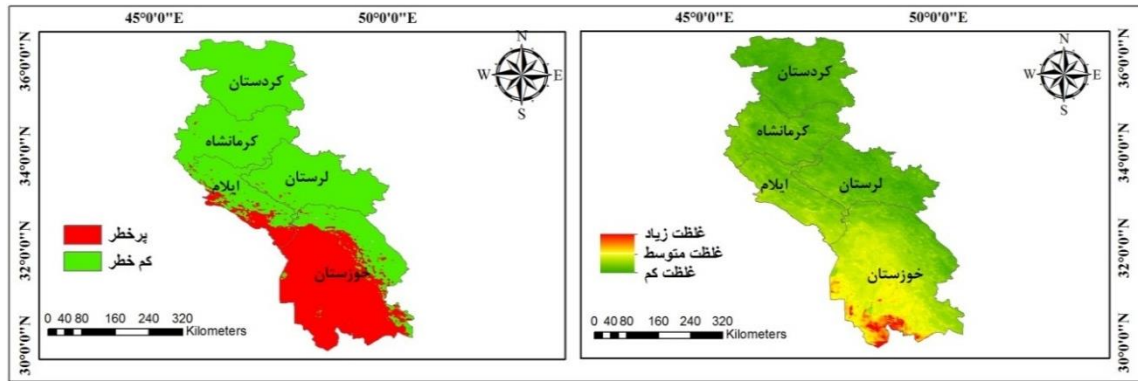 45°0'0"E 50°0'0"E
36°0'0"N
34°0'0"N
32°0'0"N
30°0'0"N
N
W E
S
کردستان
کرمانشاه
لرستان
ایلام
خوزستان
پرخطر
کم خطر
0 40 80 160 240 320
Kilometers
45°0'0"E 50°0'0"E
N
W E
S
کردستان
کرمانشاه
لرستان
ایلام
خوزستان
غلظت زیاد
غلظت متوسط
غلظت کم
0 40 80 160 240 320
Kilometers
36°0'0"N
34°0'0"N
32°0'0"N
30°0'0"N